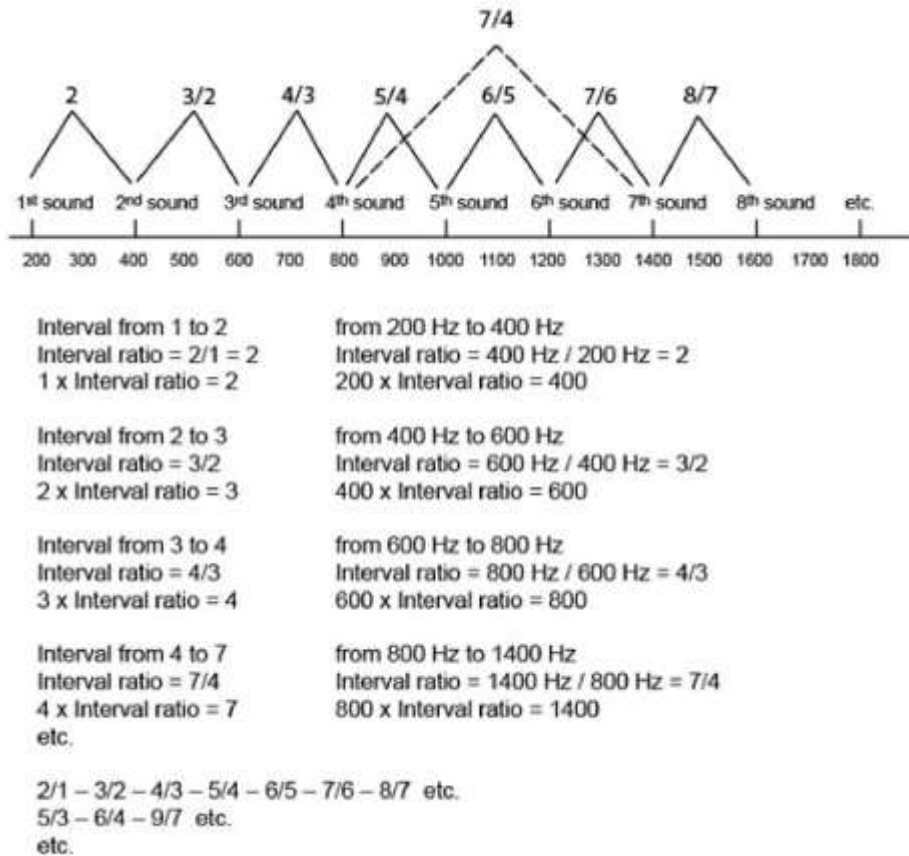 7/4
2 3/2 4/3 5/4 6/5 7/6 8/7
1st sound 2nd sound 3rd sound 4th sound 5th sound 6th sound 7th sound 8th sound etc.
200 300 400 500 600 700 800 900 1000 1100 1200 1300 1400 1500 1600 1700 1800
Interval from 1 to 2 from 200 Hz to 400 Hz
Interval ratio = 2/1 = 2 Interval ratio = 400 Hz / 200 Hz = 2
1 x Interval ratio = 2 200 x Interval ratio = 400
Interval from 2 to 3 from 400 Hz to 600 Hz
Interval ratio = 3/2 Interval ratio = 600 Hz / 400 Hz = 3/2
2 x Interval ratio = 3 400 x Interval ratio = 600
Interval from 3 to 4 from 600 Hz to 800 Hz
Interval ratio = 4/3 Interval ratio = 800 Hz / 600 Hz = 4/3
3 x Interval ratio = 4 600 x Interval ratio = 800
Interval from 4 to 7 from 800 Hz to 1400 Hz
Interval ratio = 7/4 Interval ratio = 1400 Hz / 800 Hz = 7/4
4 x Interval ratio = 7 800 x Interval ratio = 1400
etc.
2/1 – 3/2 – 4/3 – 5/4 – 6/5 – 7/6 – 8/7 etc.
5/3 – 6/4 – 9/7 etc.
etc.